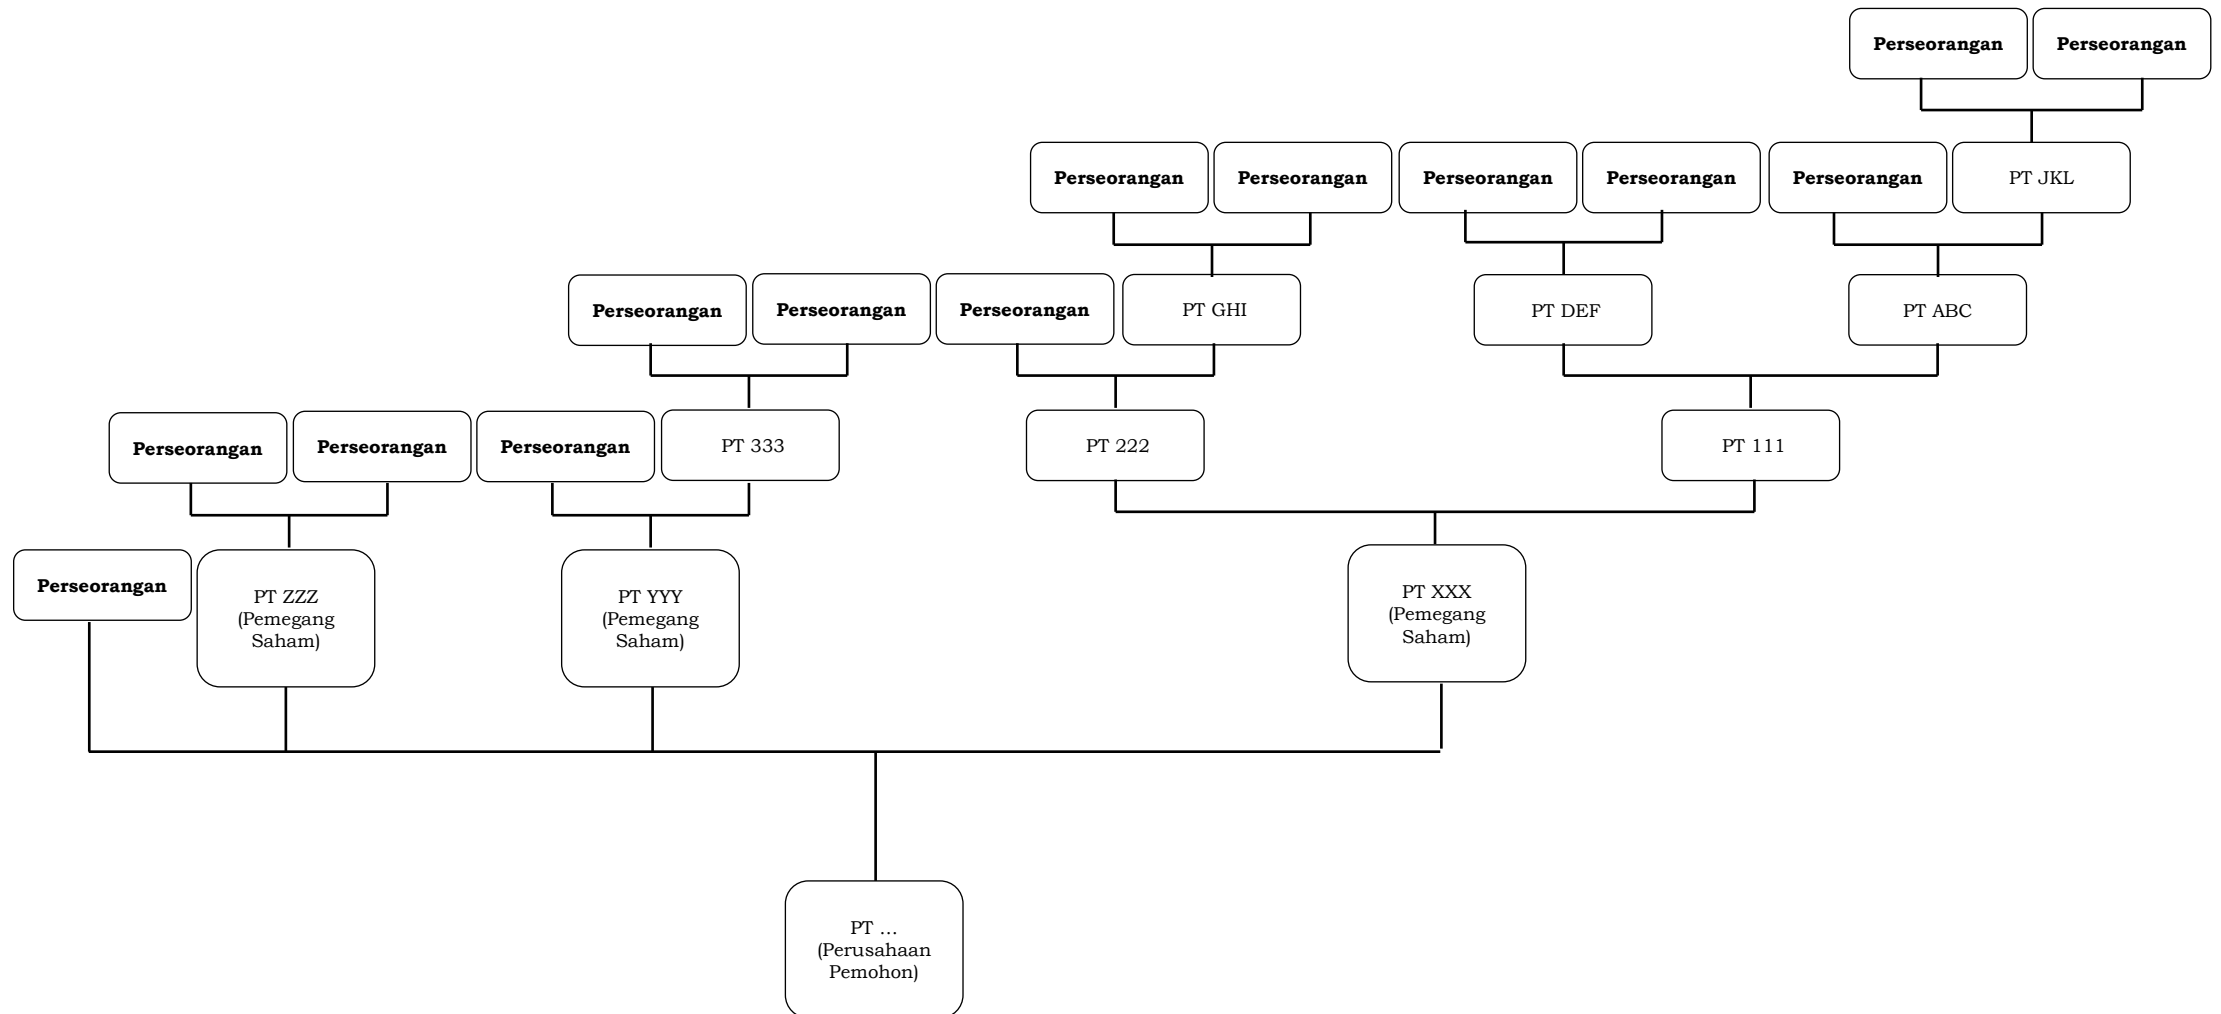 Perseorangan
Perseorangan
Perseorangan
Perseorangan
Perseorangan
Perseorangan
Perseorangan
PT JKL
Perseorangan
Perseorangan
Perseorangan
PT GHI
PT DEF
PT ABC
Perseorangan
Perseorangan
Perseorangan
PT 333
PT 222
PT 111
Perseorangan
PT ZZZ
(Pemegang
Saham)
PT YYY
(Pemegang
Saham)
PT XXX
(Pemegang
Saham)
PT ...
(Perusahaan
Pemohon)